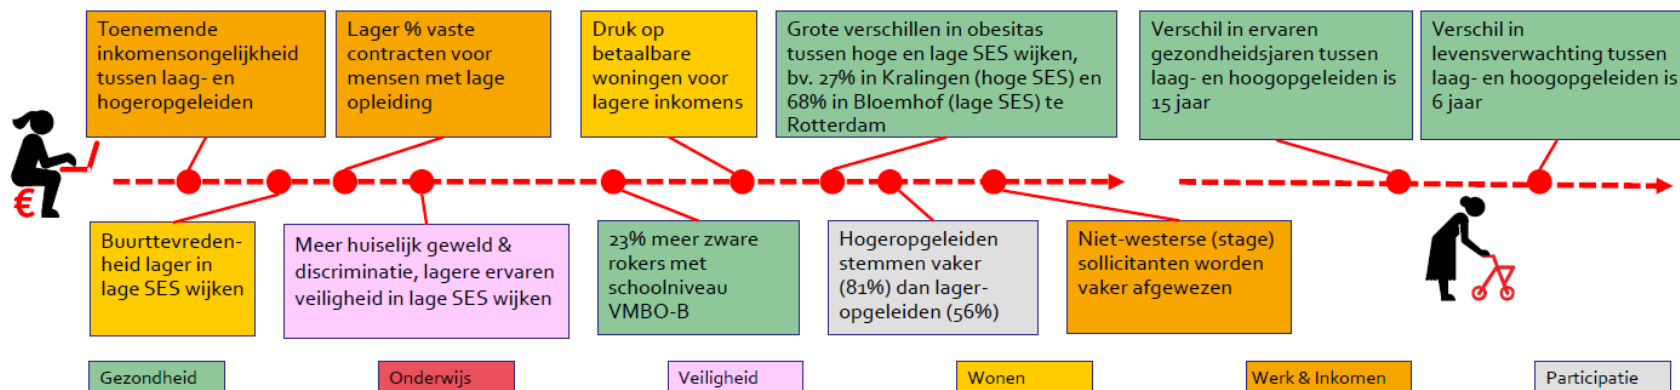 Toenemende
inkomensongelijkheid
tussen laag- en
hogeropgeleiden
Lager % vaste
contracten voor
mensen met lage
opleiding
Druk op
betaalbare
woningen voor
lagere inkomens
Grote verschillen in obesitas
tussen hoge en lage SES wijken,
bv. 27% in Kralingen (hoge SES) en
68% in Bloemhof (lage SES) te
Rotterdam
Verschil in ervaren
gezondheidsjaren tussen
laag- en hoogopgeleiden is
15 jaar
Verschil in
levensverwachting tussen
laag- en hoogopgeleiden is
6 jaar
€
Buurttevreden-
heid lager in
lage SES wijken
Meer huiselijk geweld &
discriminatie, lagere ervaren
veiligheid in lage SES wijken
23% meer zware
rokers met
schoolniveau
VMBO-B
Hogeropgeleiden
stemmen vaker
(81%) dan lager-
opgeleiden (56%)
Niet-westerse (stage)
sollicitanten worden
vaker afgewezen
Gezondheid
Onderwijs
Veiligheid
Wonen
Werk & Inkomen
Participatie